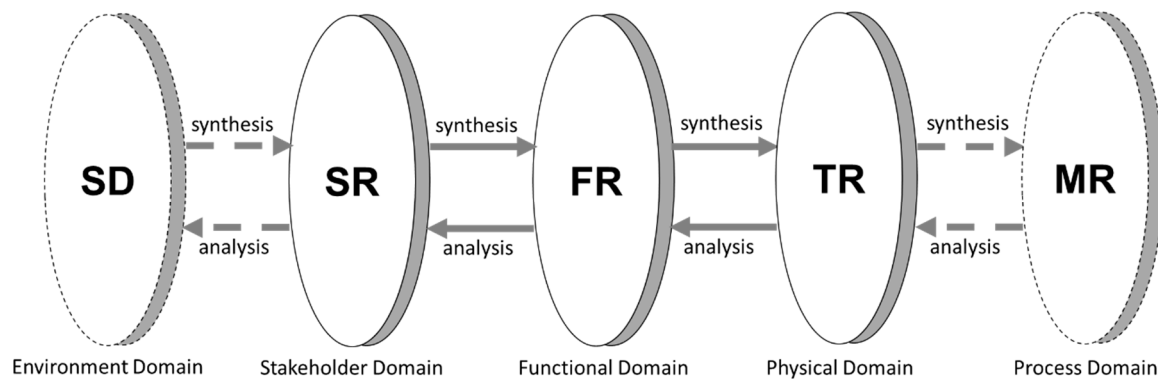 synthesis synthesis synthesis synthesis
SD SR FR TR MR
analysis analysis analysis analysis
Environment Domain Stakeholder Domain Functional Domain Physical Domain Process Domain